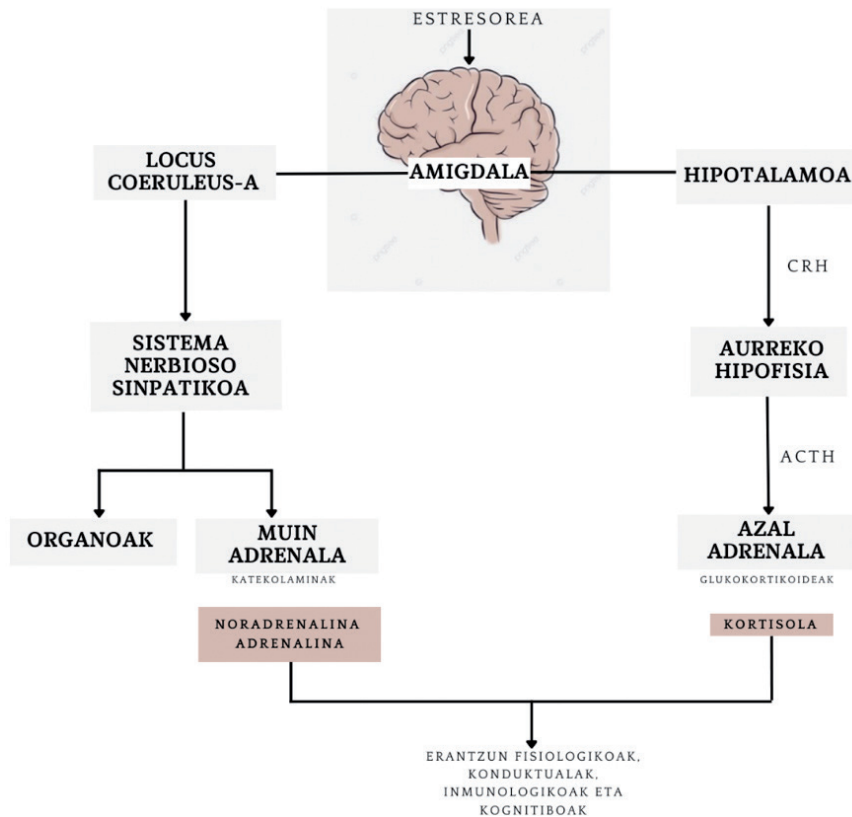 ESTRESOREA
LOCUS
COERULEUS-A
AMIGDALA
HIPOTALAMOA
CRH
SISTEMA
NERBIOSO
SINPATIKOA
AURREKO
HIPOFISIA
ACTH
ORGANOAK
MUIN
ADRENALA
KATEKOLAMINAK
AZAL
ADRENALA
GLUKOKORTIKOIDEAK
NORADRENALINA
ADRENALINA
KORTISOLA
ERANTZUN FISIOLOGIKOAK,
KONDUKTUALAK,
INMUNOLOGIKOAK ETA
KOGNITIBOAK